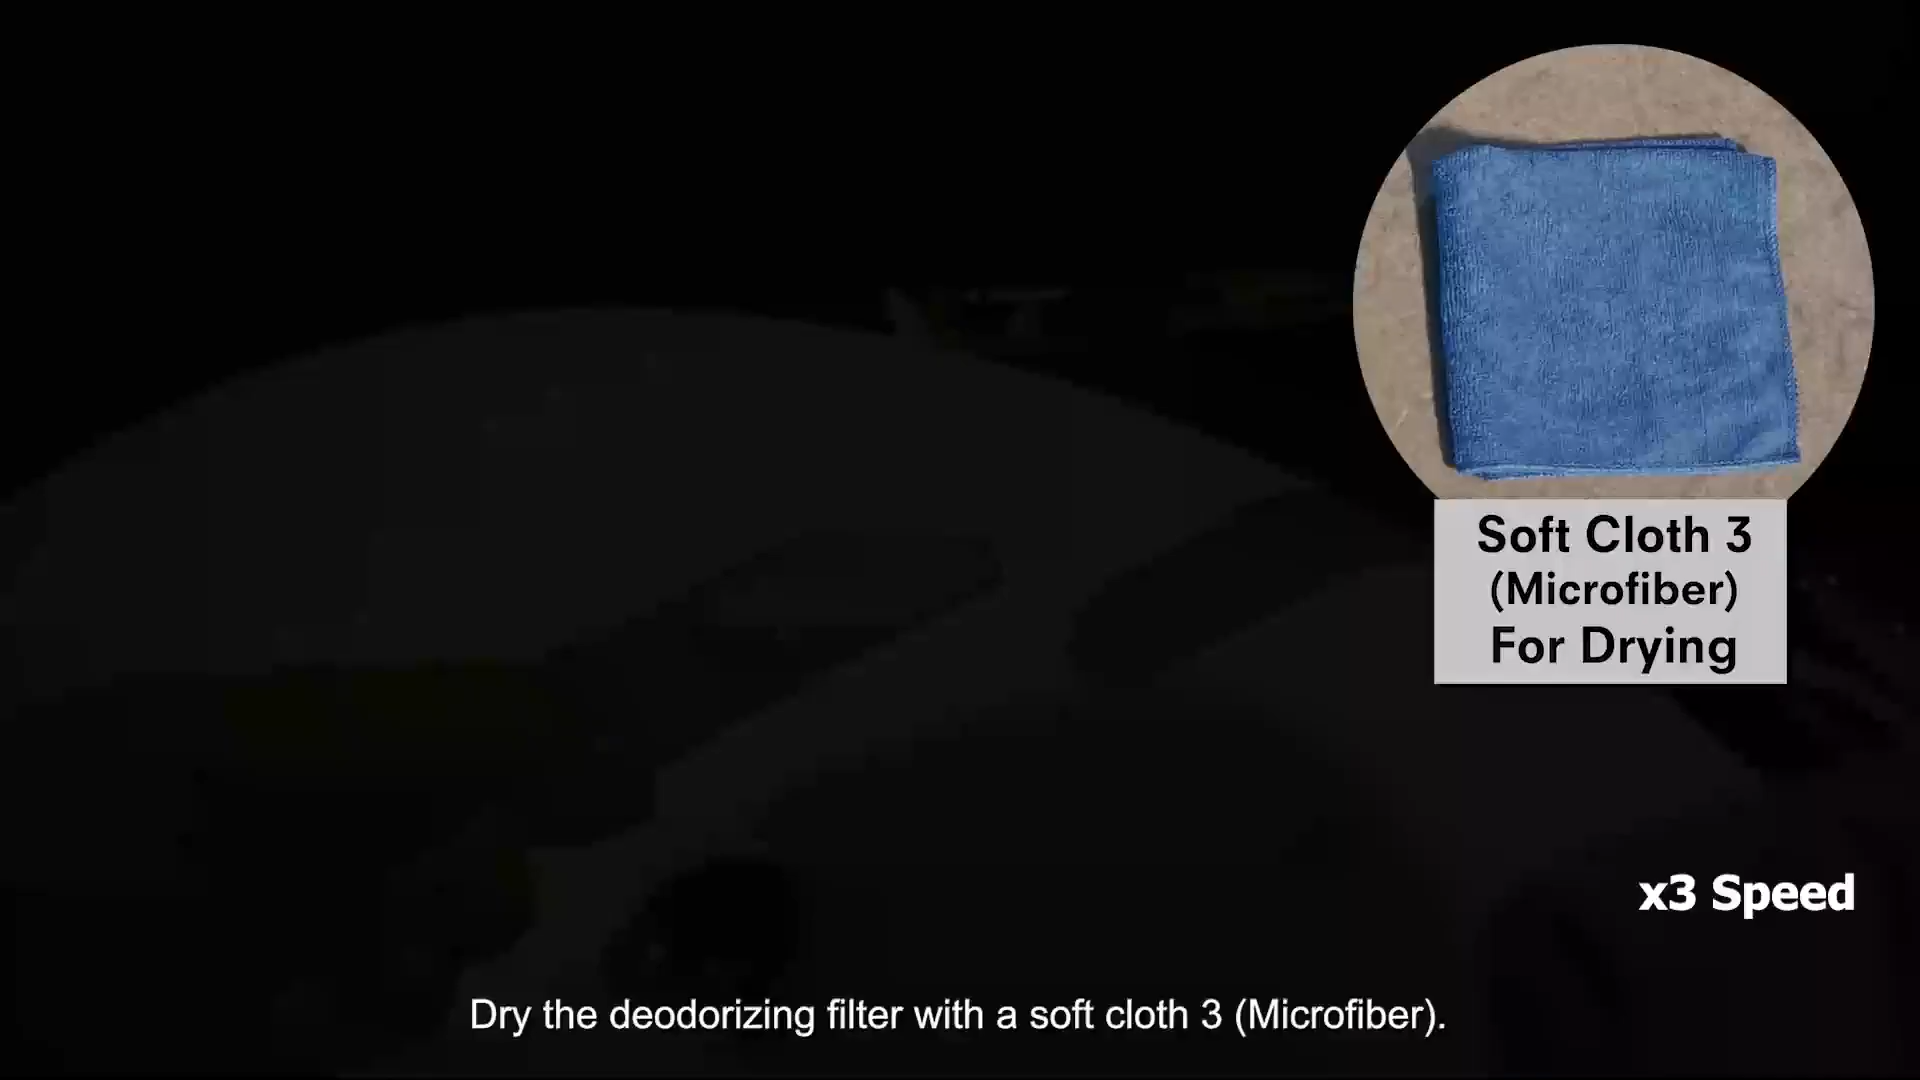 Soft Cloth 3
(Microfiber)
For Drying
x3 Speed
Dry the deodorizing filter with a soft cloth 3 (Microfiber).